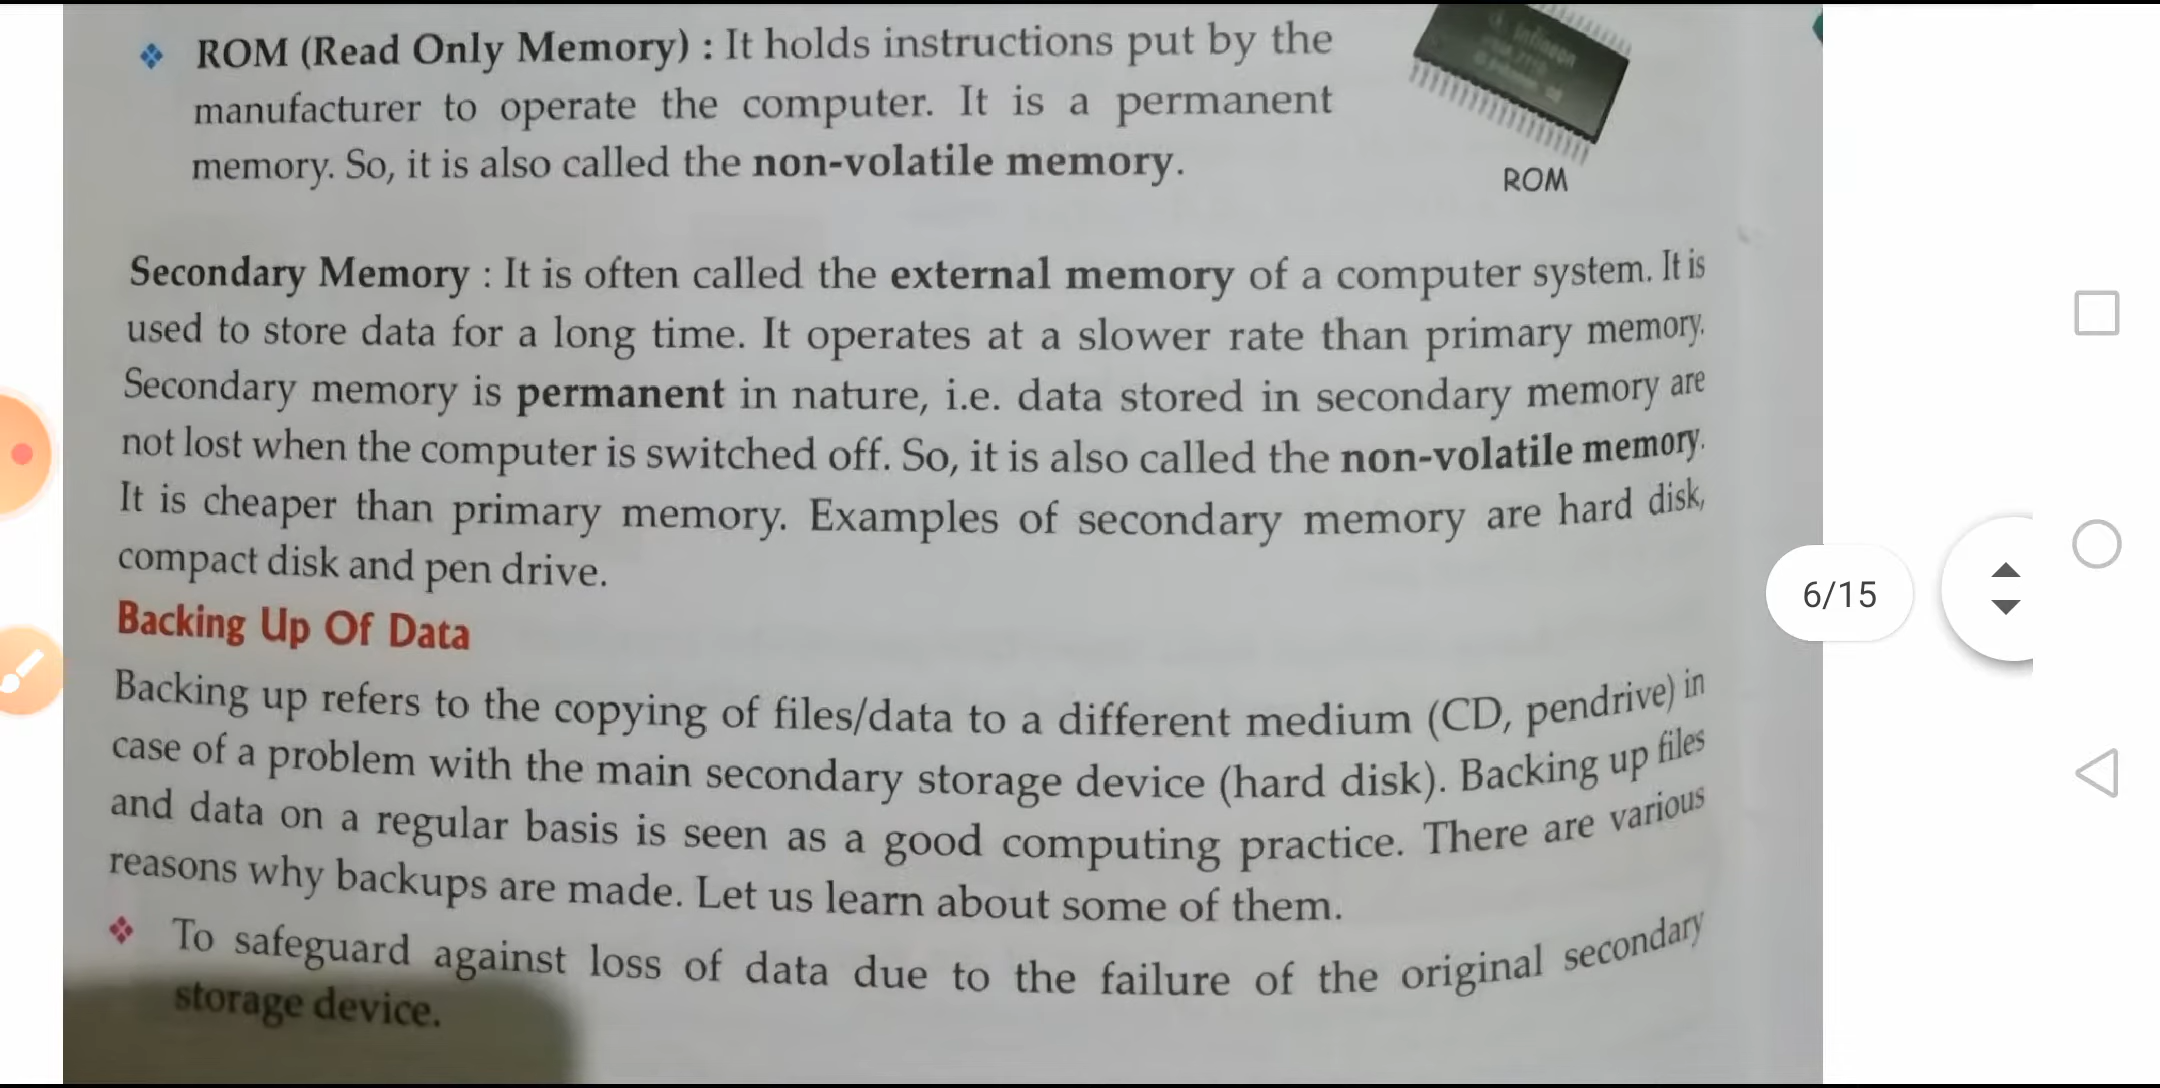 ROM (Read Only Memory) : It holds instructions put by the
manufacturer to operate the computer. It is a permanent
memory. So, it is also called the non-volatile memory.
Infineon
ROM
Secondary Memory : It is often called the external memory of a computer system. It is
used to store data for a long time. It operates at a slower rate than primary memory.
Secondary memory is permanent in nature, i.e. data stored in secondary memory are
not lost when the computer is switched off. So, it is also called the non-volatile memory.
It is cheaper than primary memory. Examples of secondary memory are hard disk,
compact disk and pen drive.
Backing Up Of Data
Backing up refers to the copying of files/data to a different medium (CD, pendrive) in
case of a problem with the main secondary storage device (hard disk). Backing up files
and data on a regular basis is seen as a good computing practice. There are various
reasons why backups are made. Let us learn about some of them.
To safeguard against loss of data due to the failure of the original secondary
storage device.
6/15